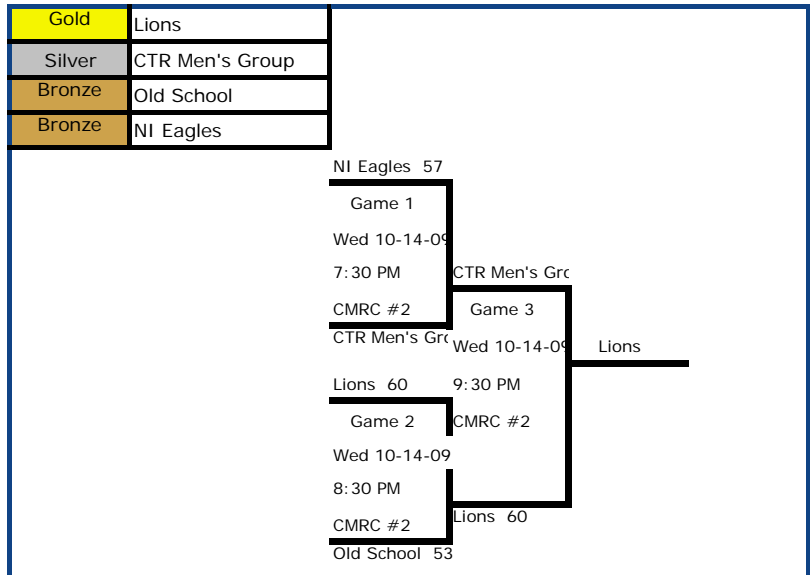 Gold Lions
Silver CTR Men's Group
Bronze Old School
Bronze NI Eagles
NI Eagles 57
Game 1
Wed 10-14-09
7:30 PM
CMRC #2
CTR Men's
CTR Men's
Game 3
Wed 10-14-09
9:30 PM
CMRC #2
Lions 60
Game 2
Wed 10-14-09
8:30 PM
CMRC #2
Old School 53
Lions 60
Lions